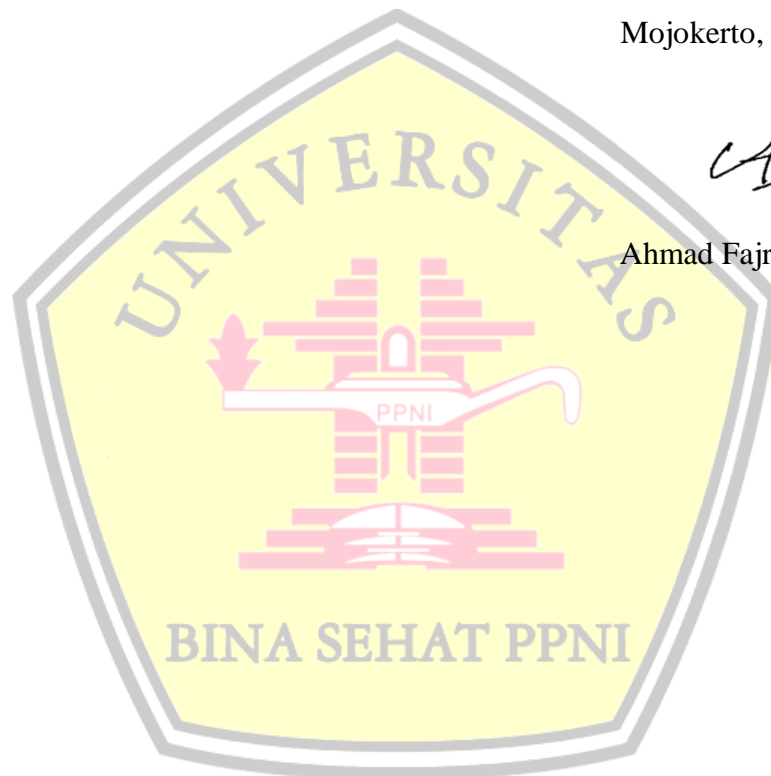 Mojokerto,
UNIVERSITAS
Ahmad Fajr
PPNI
BINA SEHAT PPNI